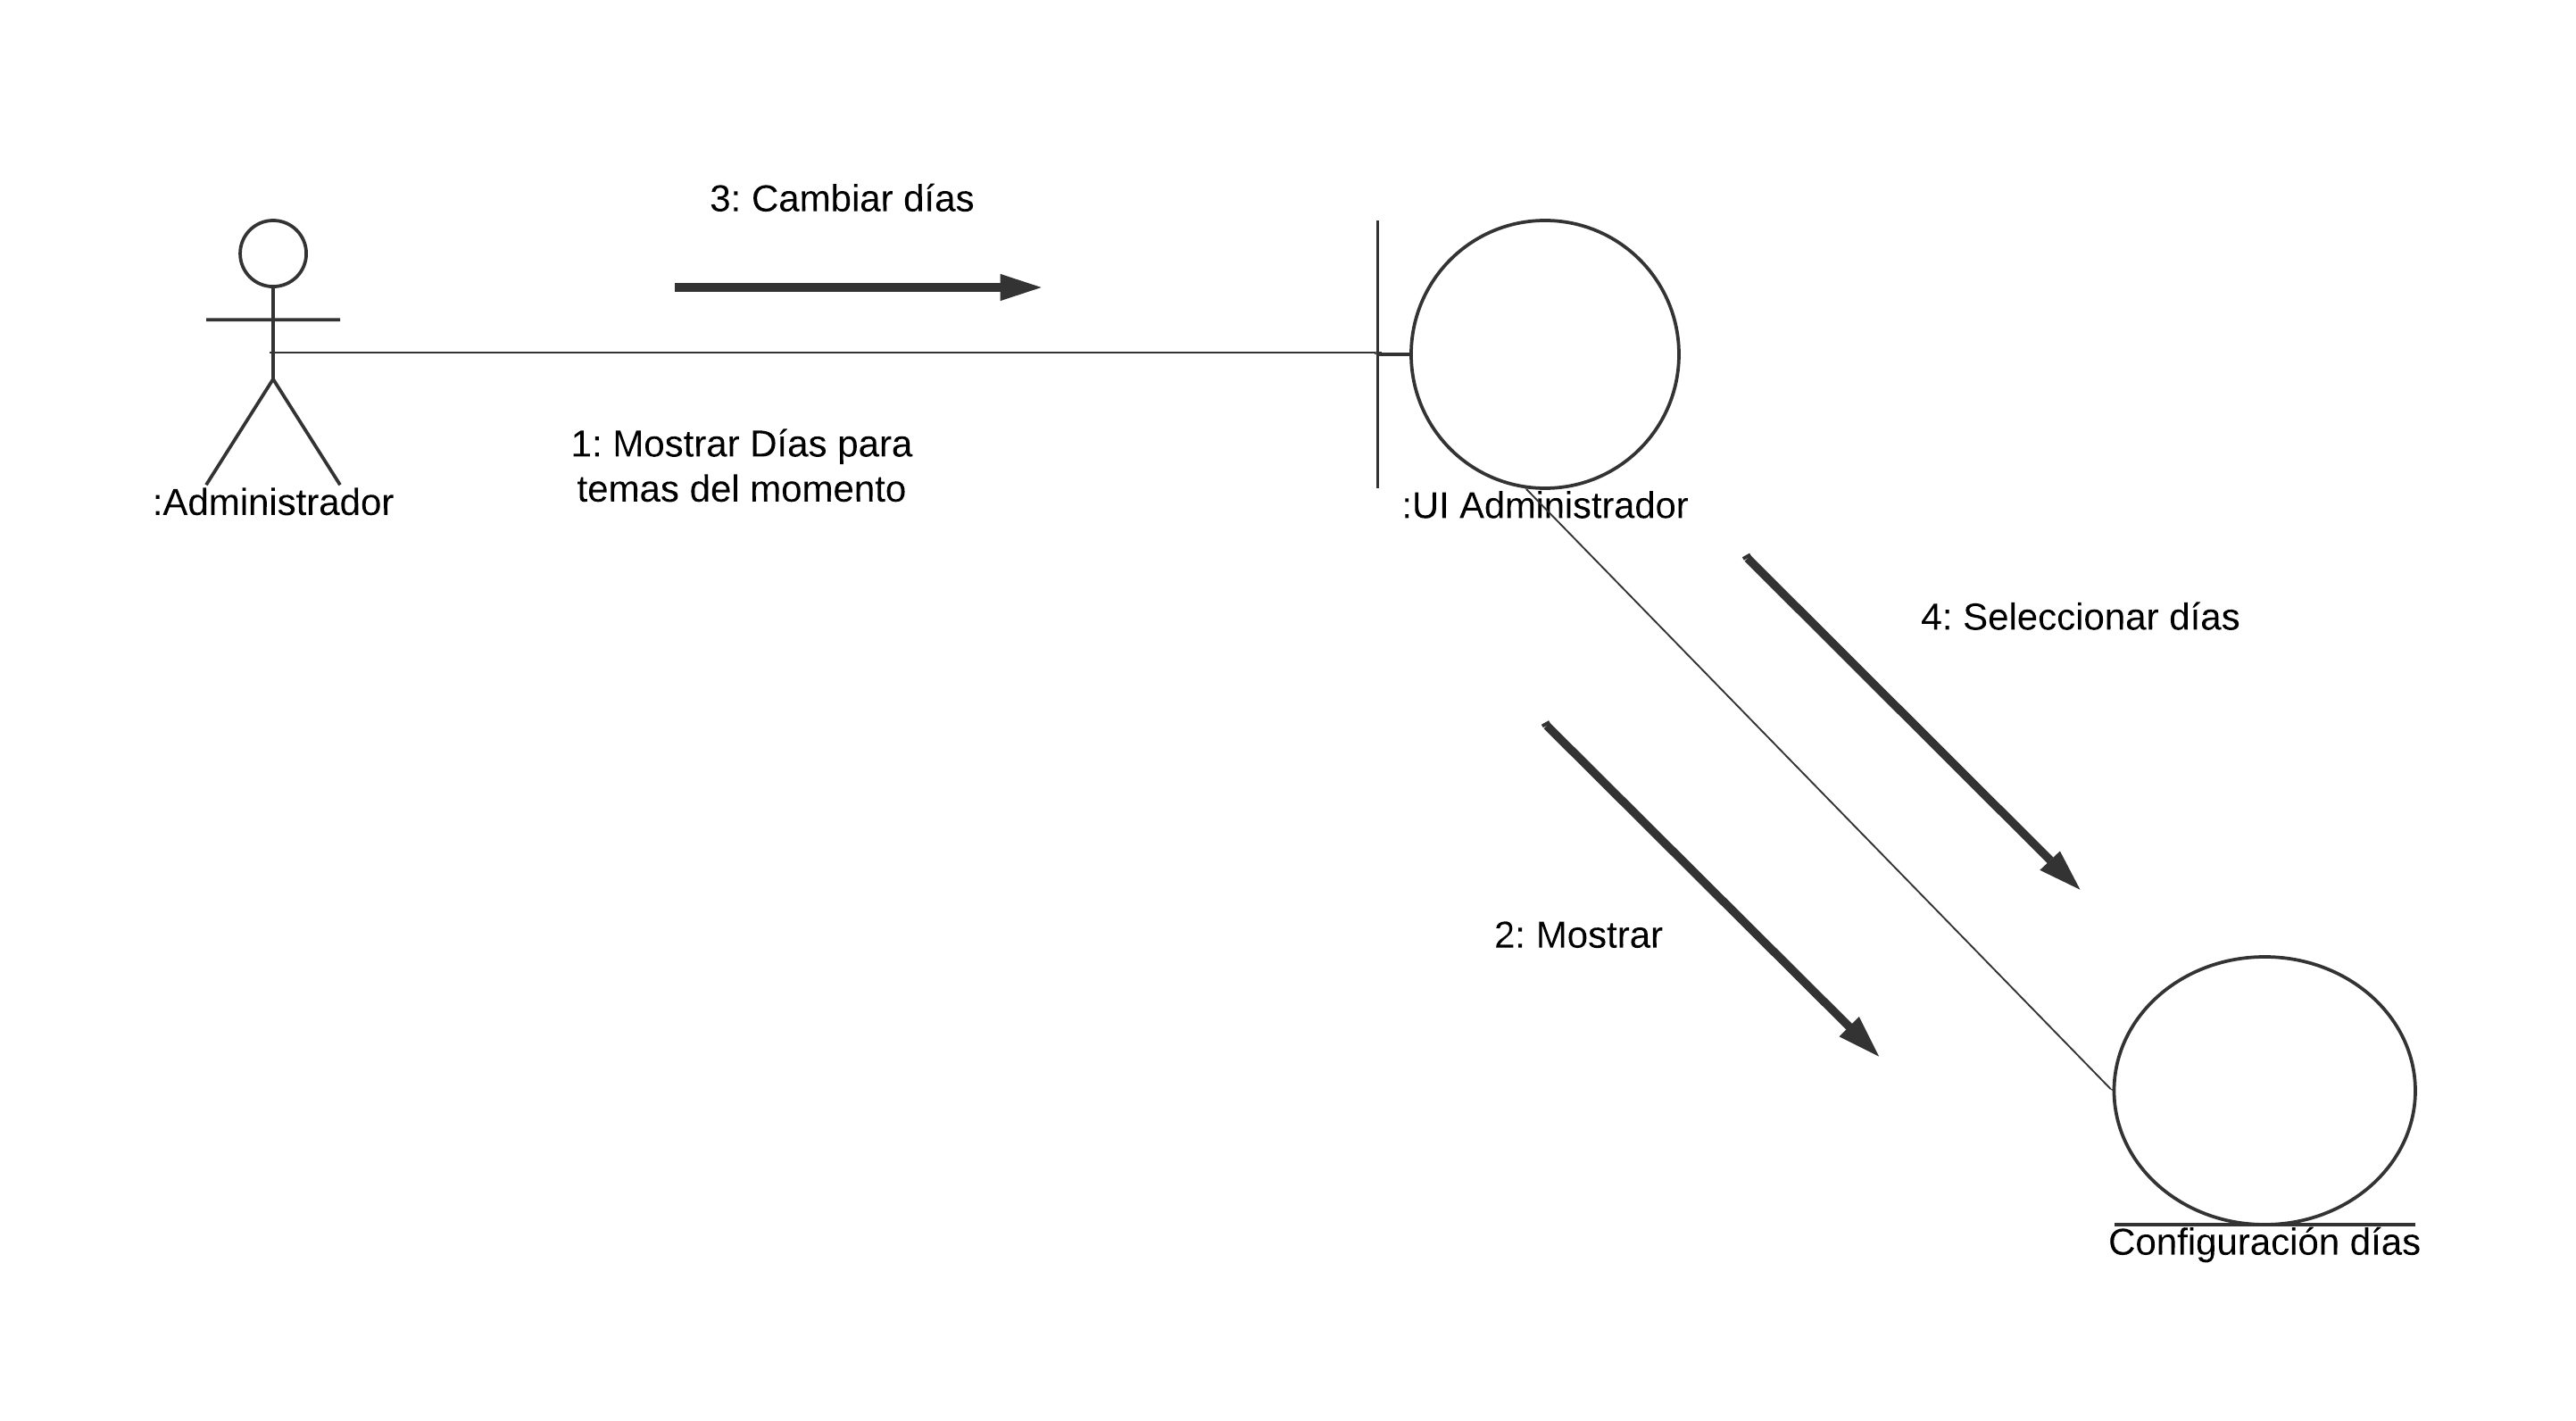 3: Cambiar días
1: Mostrar Días para
temas del momento
:Administrador
:UI Administrador
4: Seleccionar días
2: Mostrar
Configuración días